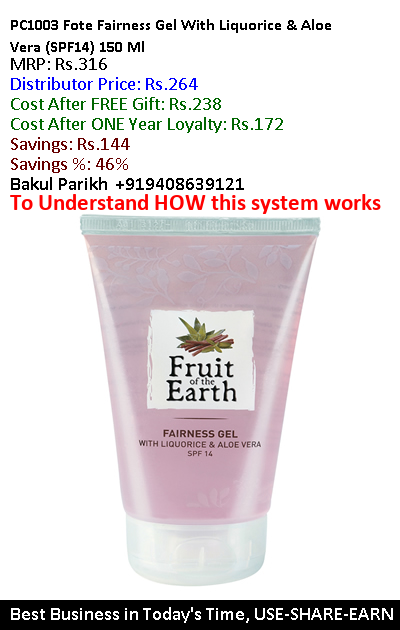 PC1003 Fote Fairness Gel With Liquorice & Aloe
Vera (SPF14) 150 Ml
MRP: Rs.316
Distributor Price: Rs.264
Cost After FREE Gift: Rs.238
Cost After ONE Year Loyalty: Rs.172
Savings: Rs.144
Savings %: 46%
Bakul Parikh +919408639121
To Understand HOW this system works
Fruit
of the
Earth
FAIRNESS GEL
WITH LIQUORICE & ALOE VERA
SPF 14
Best Business in Today's Time, USE-SHARE-EARN